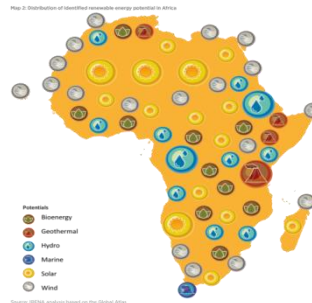 Map 2: Distribution of identified renewable energy potential in Africa
Potentials
Bioenergy
Geothermal
Hydro
Marine
Solar
Wind
Source: IRENA analysis based on the Global Atlas